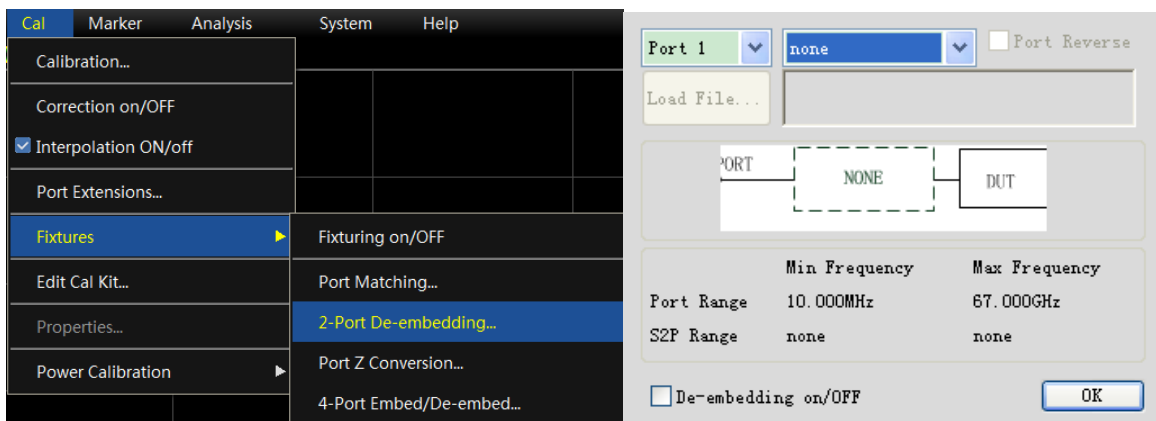 Cal Marker Analysis System Help
Calibration...
Correction on/OFF
Interpolation ON/off
Port Extensions...
Fixtures
Edit Cal Kit...
Properties...
Power Calibration
Fixturing on/OFF
Port Matching...
2-Port De-embedding...
Port Z Conversion...
4-Port Embed/De-embed...
Port 1 none Port Reverse
Load File...
PORT NONE DUT
Min Frequency Max Frequency
Port Range 10.000MHz 67.000GHz
S2P Range none none
De-embedding on/OFF OK